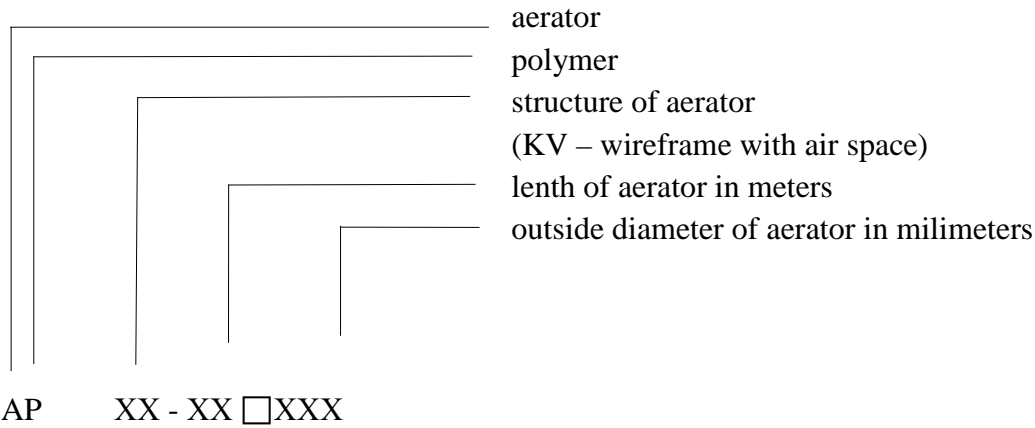 aerator
polymer
structure of aerator
(KV – wireframe with air space)
lenth of aerator in meters
outside diameter of aerator in milimeters
AP XX - XX □XXX